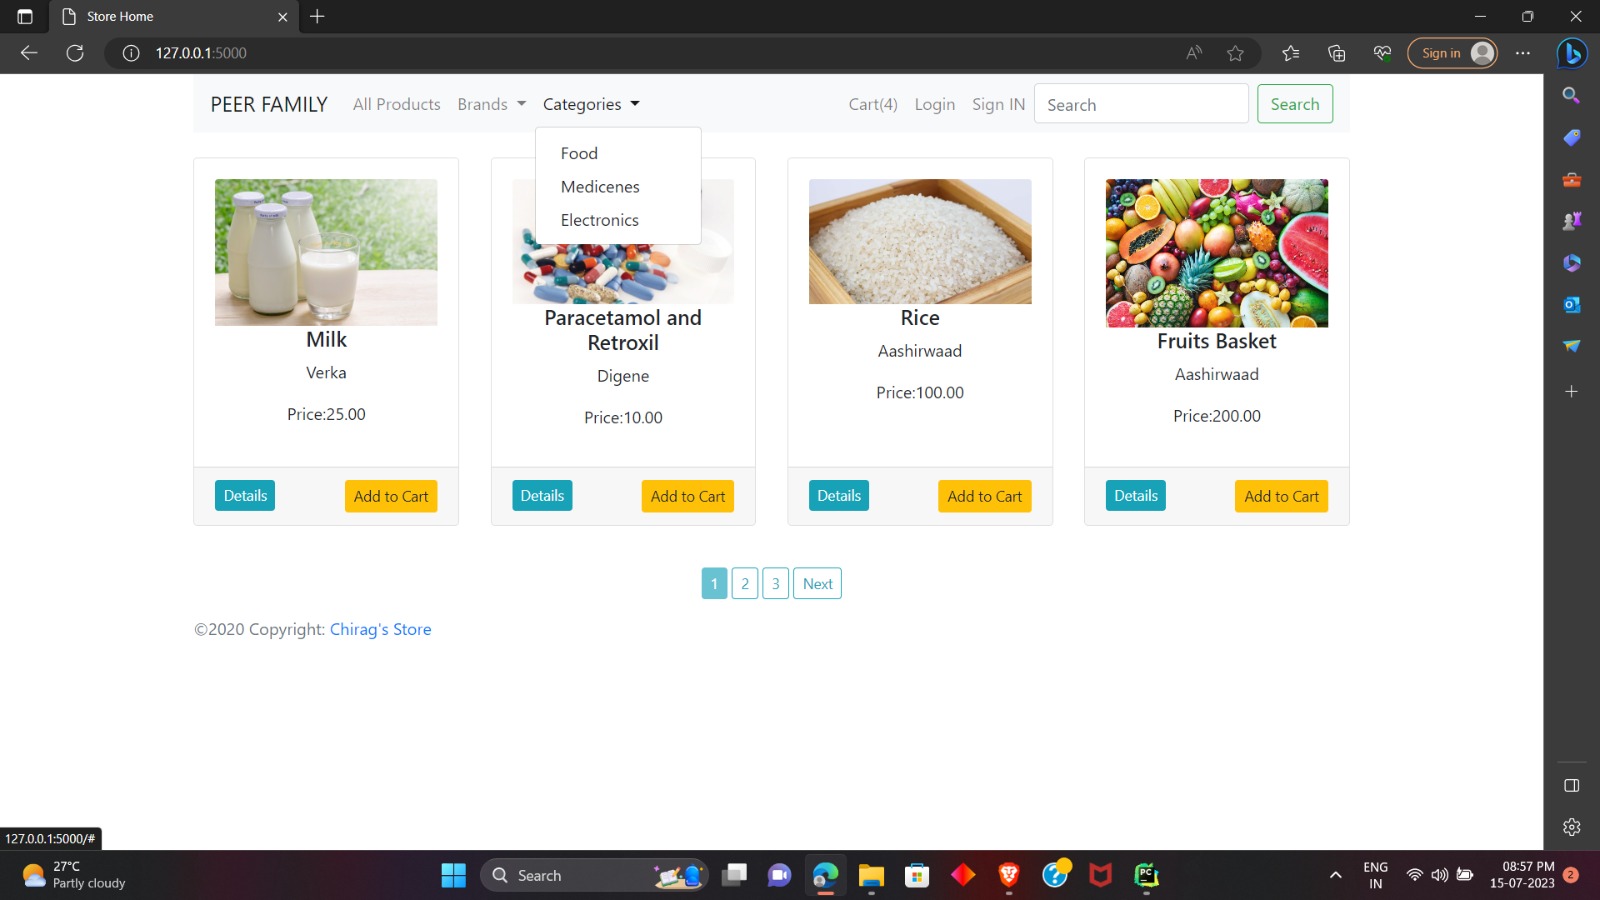 Store Home
127.0.0.1:5000
Sign in
PEER FAMILY All Products Brands Categories Cart(4) Login Sign IN Search Search
Food
Medicenes
Electronics
Milk
Verka
Price:25.00
Details Add to Cart
Paracetamol and
Retroxil
Digene
Price:10.00
Details Add to Cart
Rice
Aashirwaad
Price:100.00
Details Add to Cart
Fruits Basket
Aashirwaad
Price:200.00
Details Add to Cart
1 2 3 Next
©2020 Copyright: Chirag's Store
127.0.0.1:5000/#
27°C
Partly cloudy
Search
PC
ENG
IN
08:57 PM
15-07-2023
2